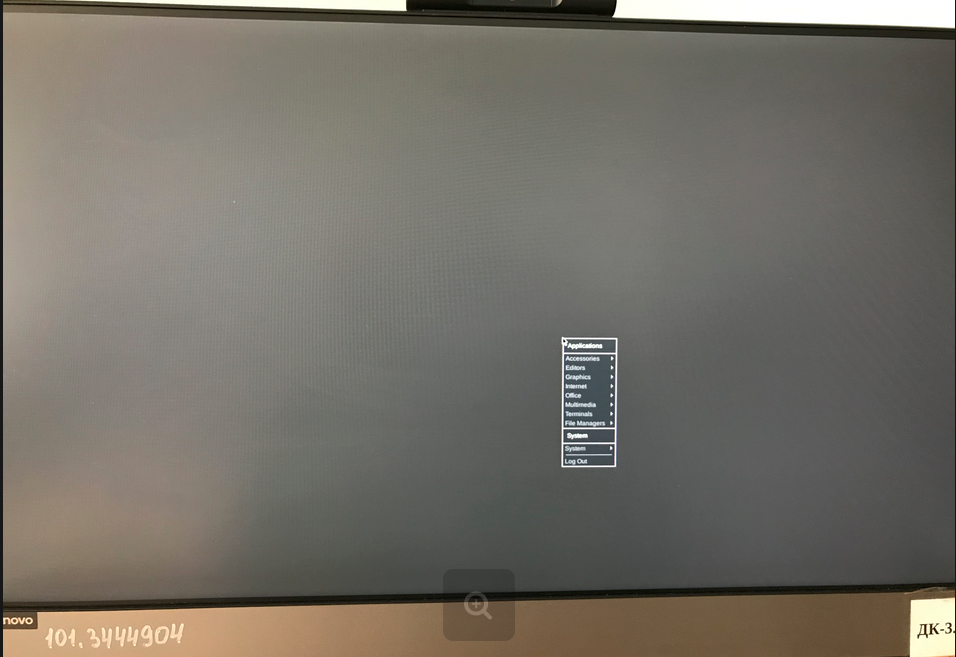 Applications
Accessories
Editors
Graphics
Internet
Office
Multimedia
Terminals
File Managers
System
System
Log Out
novo
101.3444904
ДК-3.